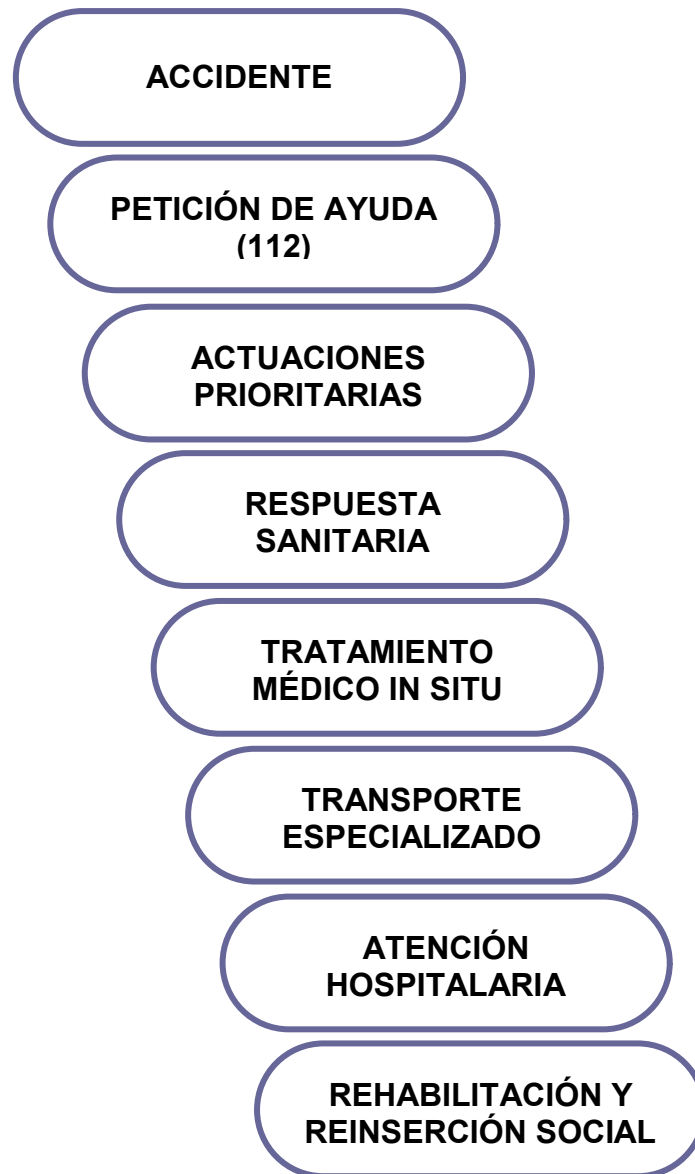 ACCIDENTE
PETICIÓN DE AYUDA
(112)
ACTUACIONES
PRIORITARIAS
RESPUESTA
SANITARIA
TRATAMIENTO
MÉDICO IN SITU
TRANSPORTE
ESPECIALIZADO
ATENCIÓN
HOSPITALARIA
REHABILITACIÓN Y
REINSERCIÓN SOCIAL